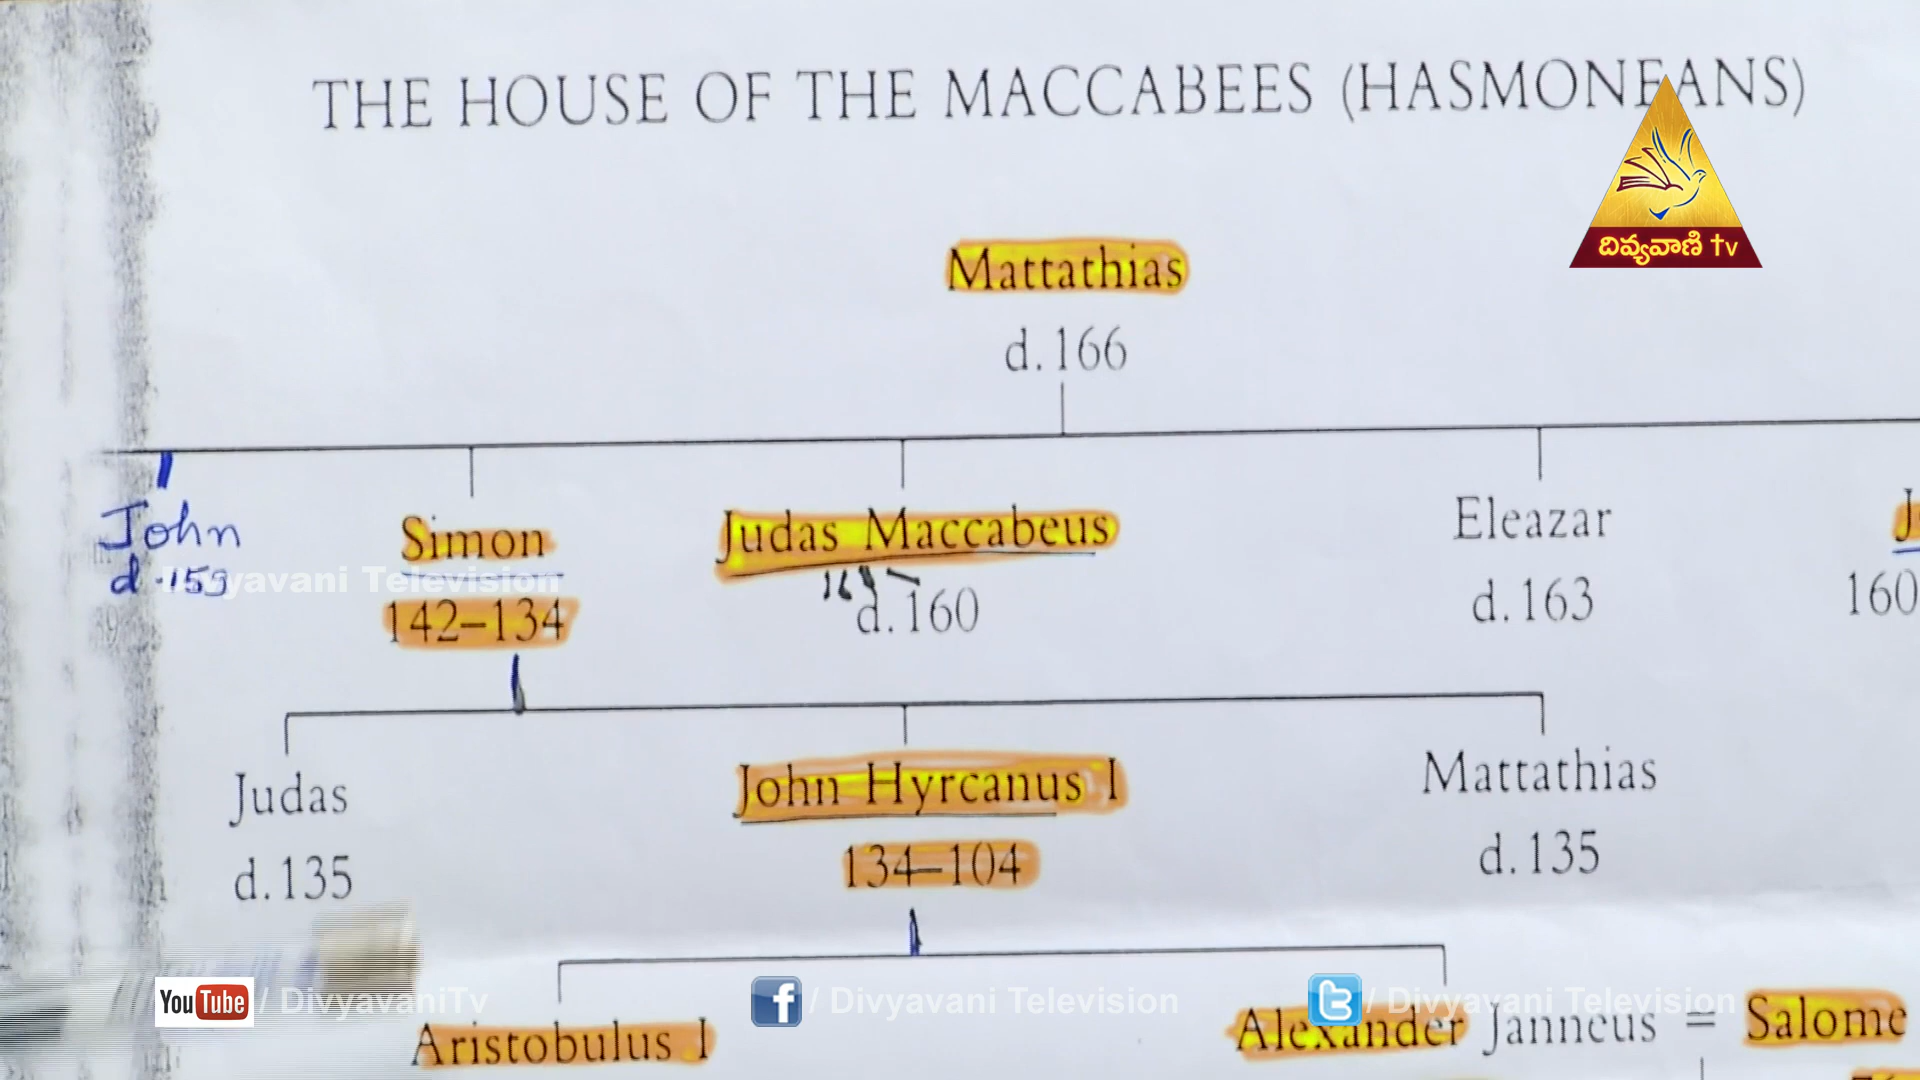 THE HOUSE OF THE MACCABEES (HASMONEANS)
దివ్యవాణి tv
Mattathias
d. 166
John
d. 159
Simon
142–134
Judas Maccabeus
d. 160
Eleazar
d. 163
J
160
Divyavani Television
Judas
d. 135
John Hyrcanus I
134–104
Mattathias
d. 135
YouTube / DivyavaniTv
f / Divyavani Television
t / Divyavani Television
Aristobulus I
Alexander Janneus = Salome